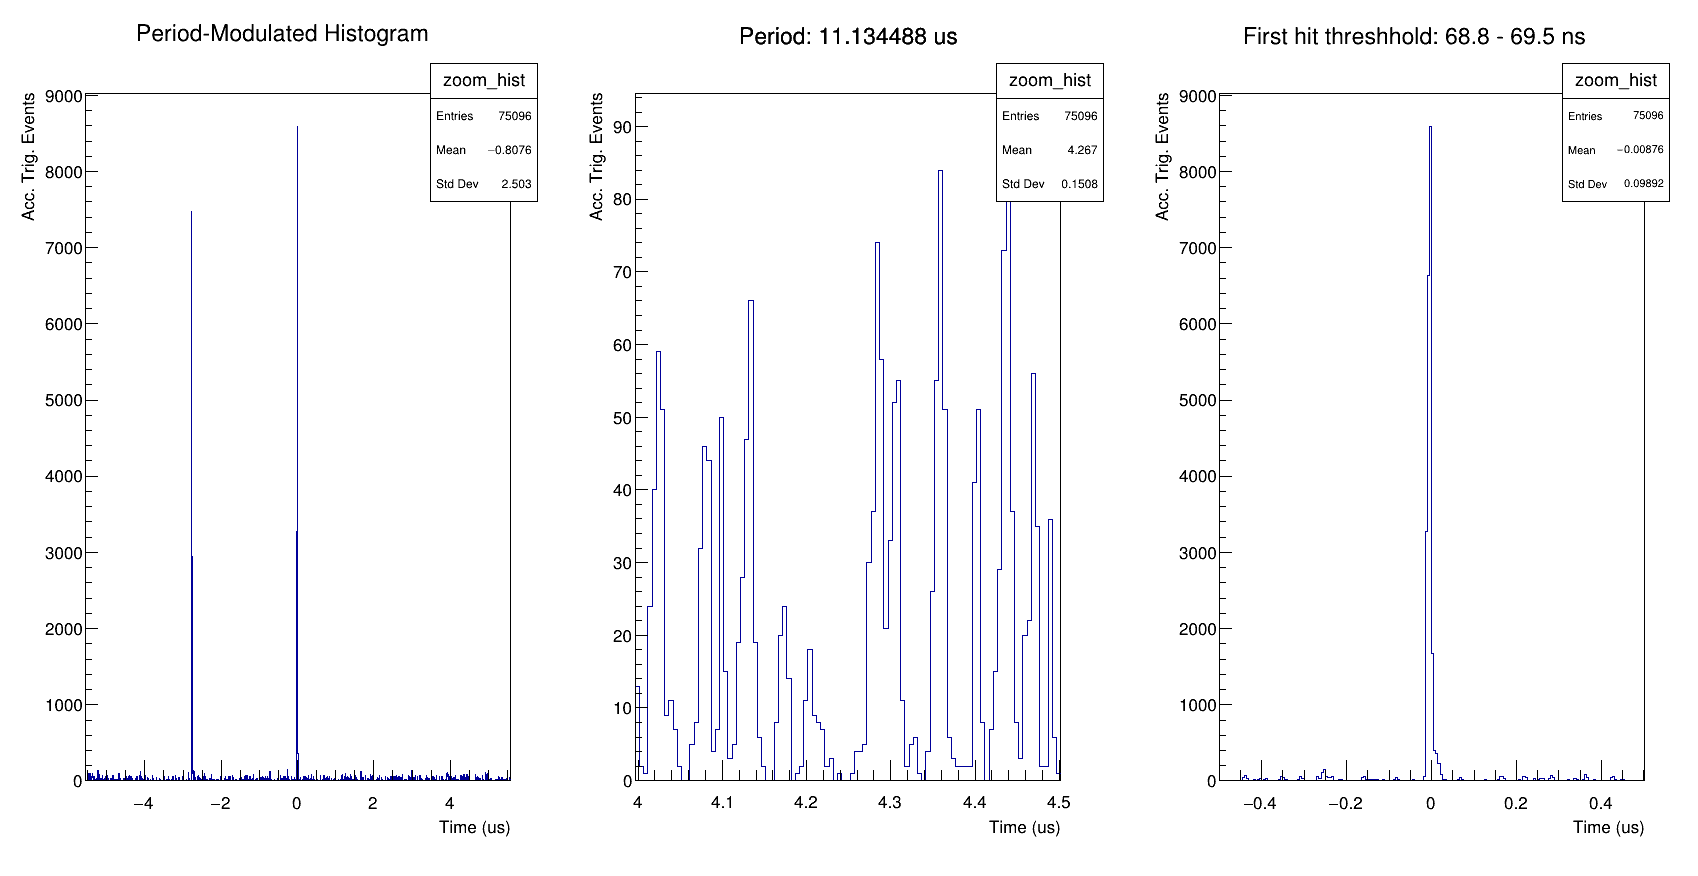 Period-Modulated Histogram
zoom_hist
Entries 75096
Mean −0.8076
Std Dev 2.503
Acc. Trig. Events
9000
8000
7000
6000
5000
4000
3000
2000
1000
0
−4 −2 0 2 4
Time (us)
Period: 11.134488 us
zoom_hist
Entries 75096
Mean 4.267
Std Dev 0.1508
Acc. Trig. Events
90
80
70
60
50
40
30
20
10
0
4 4.1 4.2 4.3 4.4 4.5
Time (us)
First hit threshhold: 68.8 - 69.5 ns
zoom_hist
Entries 75096
Mean −0.00876
Std Dev 0.09892
Acc. Trig. Events
9000
8000
7000
6000
5000
4000
3000
2000
1000
0
−0.4 −0.2 0 0.2 0.4
Time (us)